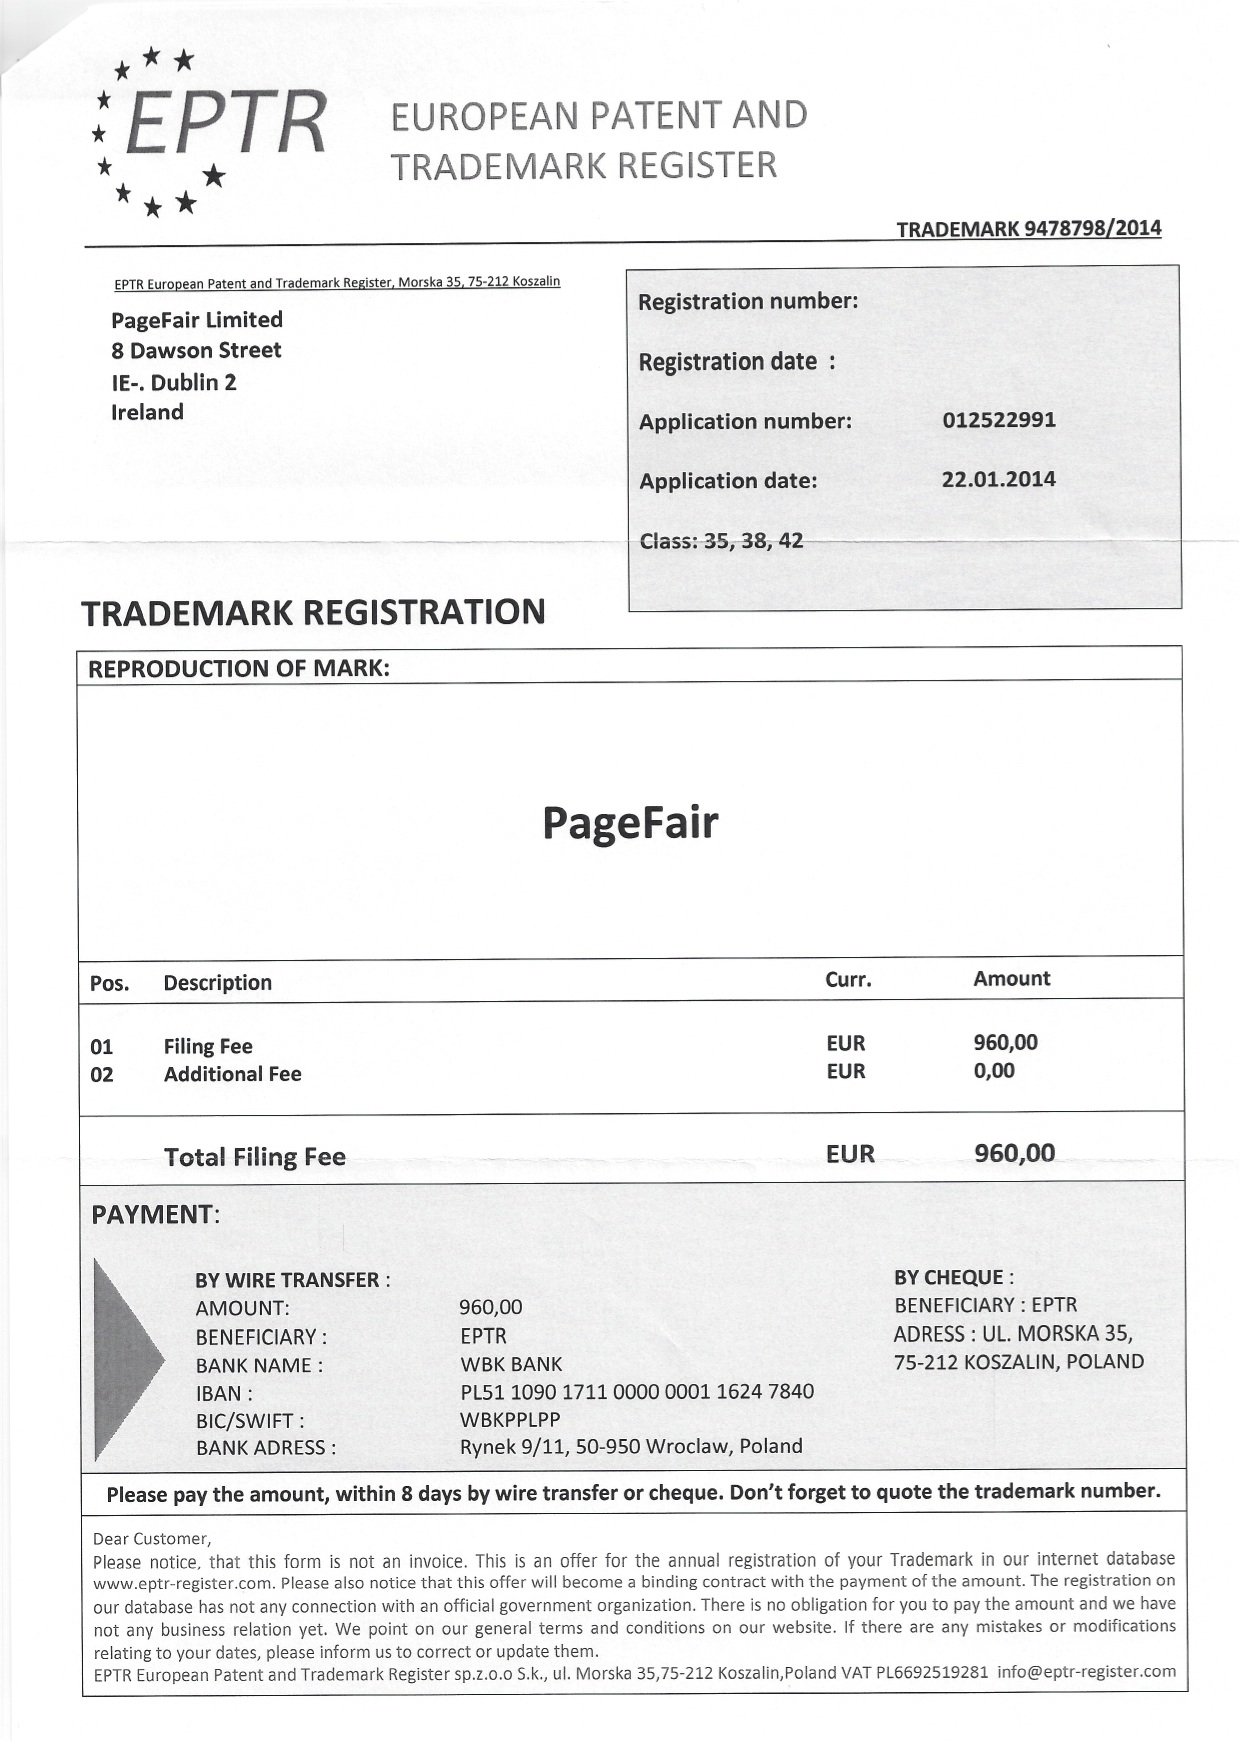 EPTR
EUROPEAN PATENT AND
TRADEMARK REGISTER
TRADEMARK 9478798/2014
EPTR European Patent and Trademark Register, Morska 35, 75-212 Koszalin
PageFair Limited
8 Dawson Street
IE-. Dublin 2
Ireland
Registration number:
Registration date :
Application number: 012522991
Application date: 22.01.2014
Class: 35, 38, 42
TRADEMARK REGISTRATION
REPRODUCTION OF MARK:
PageFair
Pos. Description Curr. Amount
01 Filing Fee EUR 960,00
02 Additional Fee EUR 0,00
Total Filing Fee EUR 960,00
PAYMENT:
BY WIRE TRANSFER :
AMOUNT: 960,00
BENEFICIARY : EPTR
BANK NAME : WBK BANK
IBAN : PL51 1090 1711 0000 0001 1624 7840
BIC/SWIFT : WBKPPLPP
BANK ADRESS : Rynek 9/11, 50-950 Wroclaw, Poland
BY CHEQUE :
BENEFICIARY : EPTR
ADRESS : UL. MORSKA 35,
75-212 KOSZALIN, POLAND
Please pay the amount, within 8 days by wire transfer or cheque. Don't forget to quote the trademark number.
Dear Customer,
Please notice, that this form is not an invoice. This is an offer for the annual registration of your Trademark in our internet database
www.eptr-register.com. Please also notice that this offer will become a binding contract with the payment of the amount. The registration on
our database has not any connection with an official government organization. There is no obligation for you to pay the amount and we have
not any business relation yet. We point on our general terms and conditions on our website. If there are any mistakes or modifications
relating to your dates, please inform us to correct or update them.
EPTR European Patent and Trademark Register sp.z.o.o S.k., ul. Morska 35,75-212 Koszalin,Poland VAT PL6692519281 info@eptr-register.com